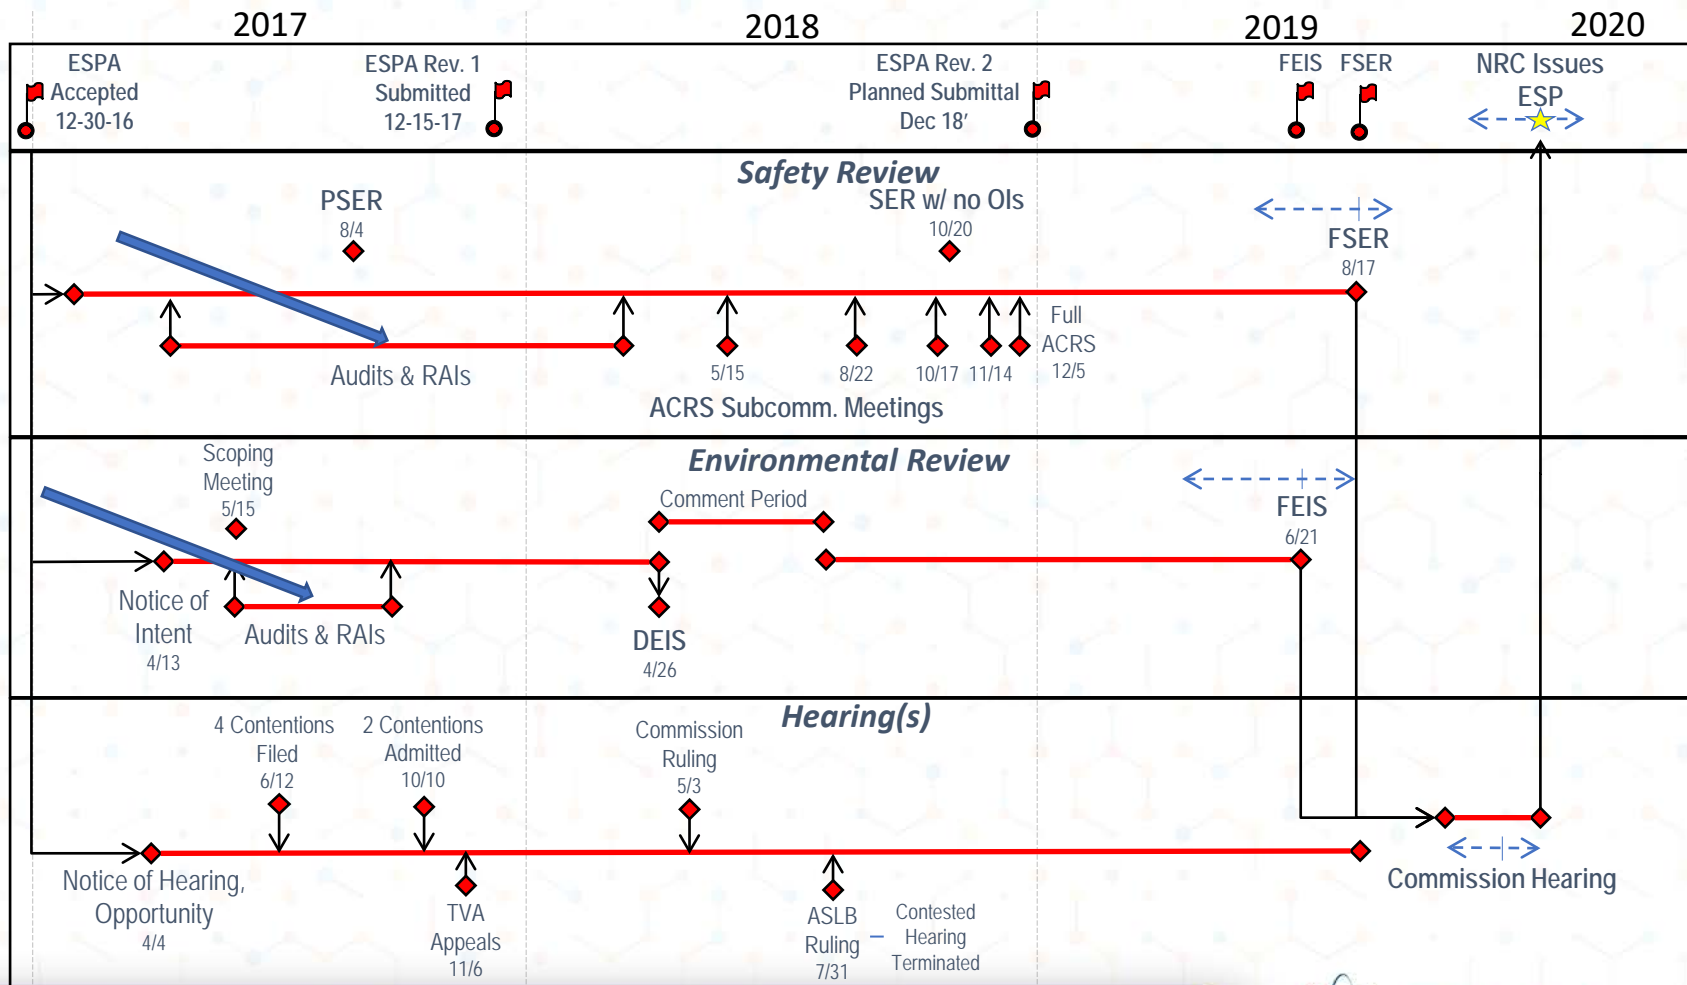 2017
2018
2019
2020
ESPA
Accepted
12-30-16
ESPA Rev. 1
Submitted
12-15-17
ESPA Rev. 2
Planned Submittal
Dec 18'
FEIS
FSER
NRC Issues
ESP
Safety Review
PSER
8/4
SER w/ no OIs
10/20
FSER
8/17
Audits & RAIs
5/15
8/22
10/17
11/14
Full
ACRS
12/5
ACRS Subcomm. Meetings
Environmental Review
Scoping
Meeting
5/15
Comment Period
FEIS
6/21
Notice of
Intent
4/13
Audits & RAIs
DEIS
4/26
Hearing(s)
4 Contentions
Filed
6/12
2 Contentions
Admitted
10/10
Commission
Ruling
5/3
Notice of Hearing,
Opportunity
4/4
TVA
Appeals
11/6
ASLB
Ruling
7/31
– Contested
Hearing
Terminated
Commission Hearing